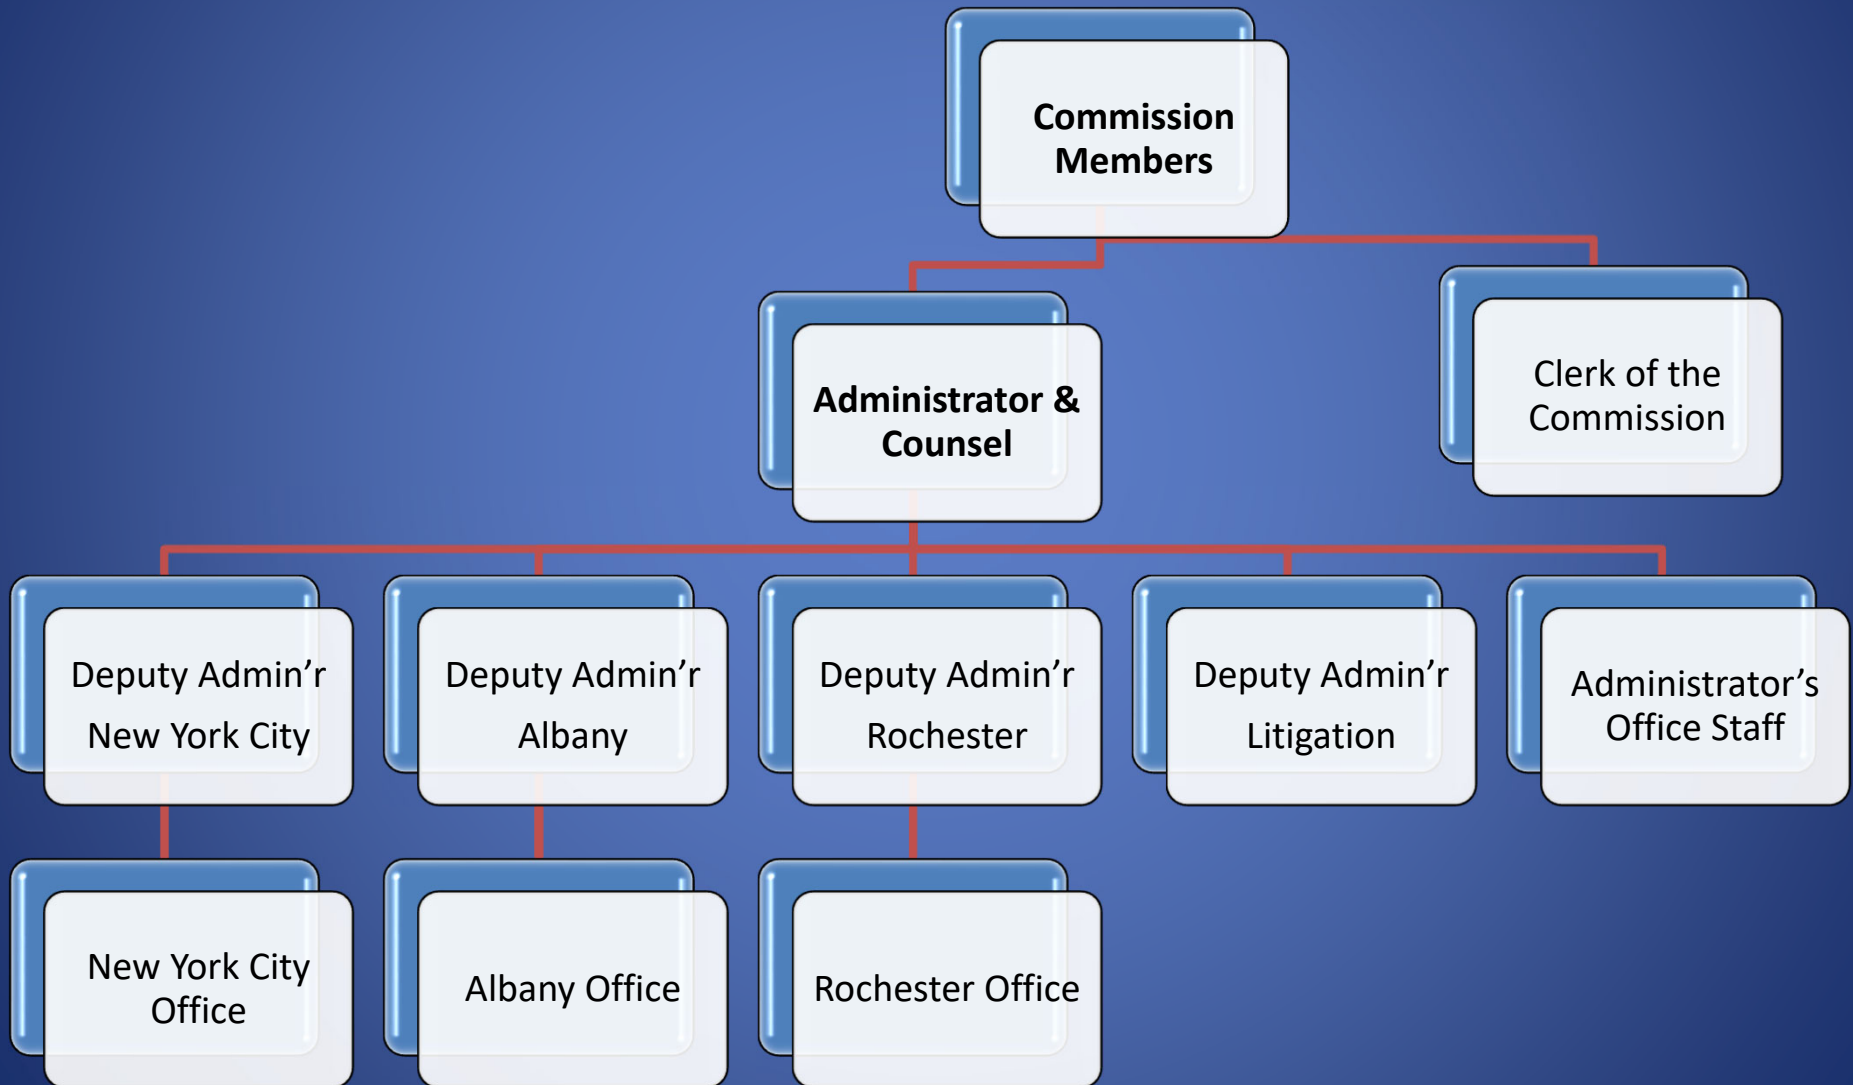 Commission
Members
Administrator &
Counsel
Clerk of the
Commission
Deputy Admin’r
New York City
Deputy Admin’r
Albany
Deputy Admin’r
Rochester
Deputy Admin’r
Litigation
Administrator’s
Office Staff
New York City
Office
Albany Office
Rochester Office